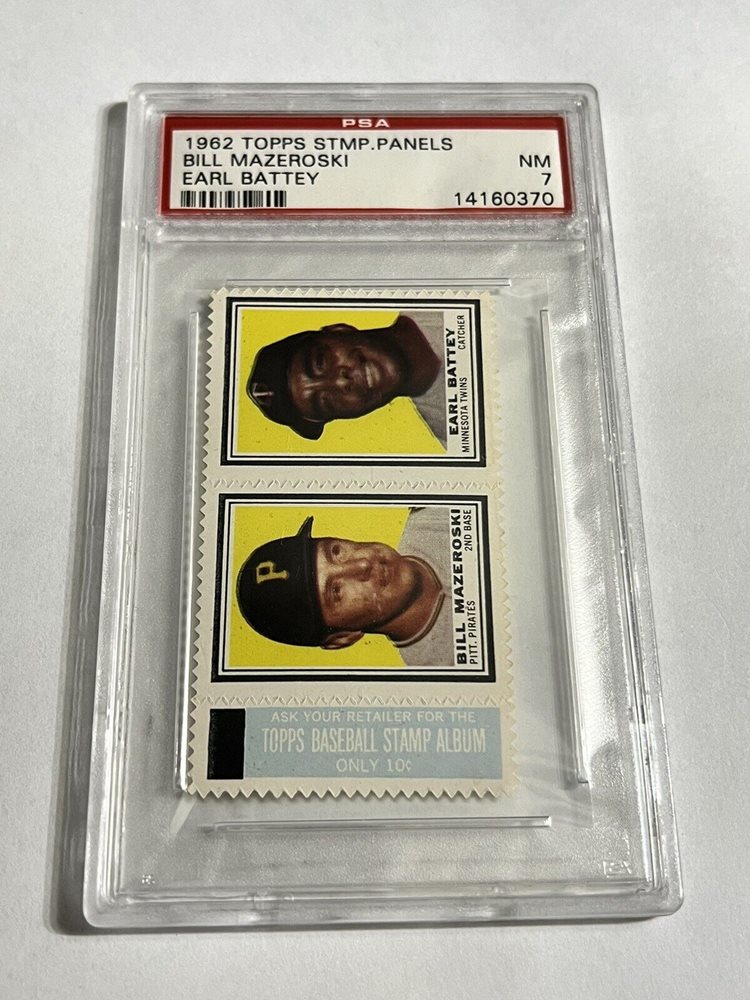 PSA
1962 TOPPS STMP.PANELS
BILL MAZEROSKI NM
EARL BATTEY 7
14160370
EARL BATTEY
MINNESOTA TWINS CATCHER
P
BILL MAZEROSKI
PITT. PIRATES 2ND BASE
ASK YOUR RETAILER FOR THE
TOPPS BASEBALL STAMP ALBUM
ONLY 10¢